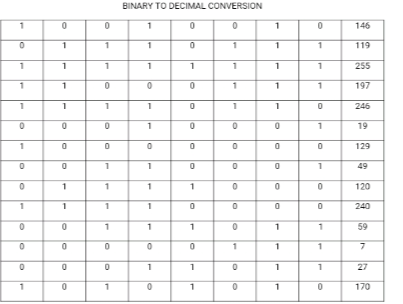 BINARY TO DECIMAL CONVERSION
1 0 0 1 0 0 1 0 146
0 1 1 1 0 1 1 1 119
1 1 1 1 1 1 1 1 255
1 1 0 0 0 1 1 1 197
1 1 1 1 0 1 1 0 246
0 0 0 1 0 0 0 1 19
1 0 0 0 0 0 0 0 129
0 0 1 1 0 0 0 1 49
0 1 1 1 1 0 0 0 120
1 1 1 1 0 0 0 0 240
0 0 1 1 1 0 1 1 59
0 0 0 0 0 1 1 1 7
0 0 0 1 1 0 1 1 27
1 0 1 0 1 0 1 0 170